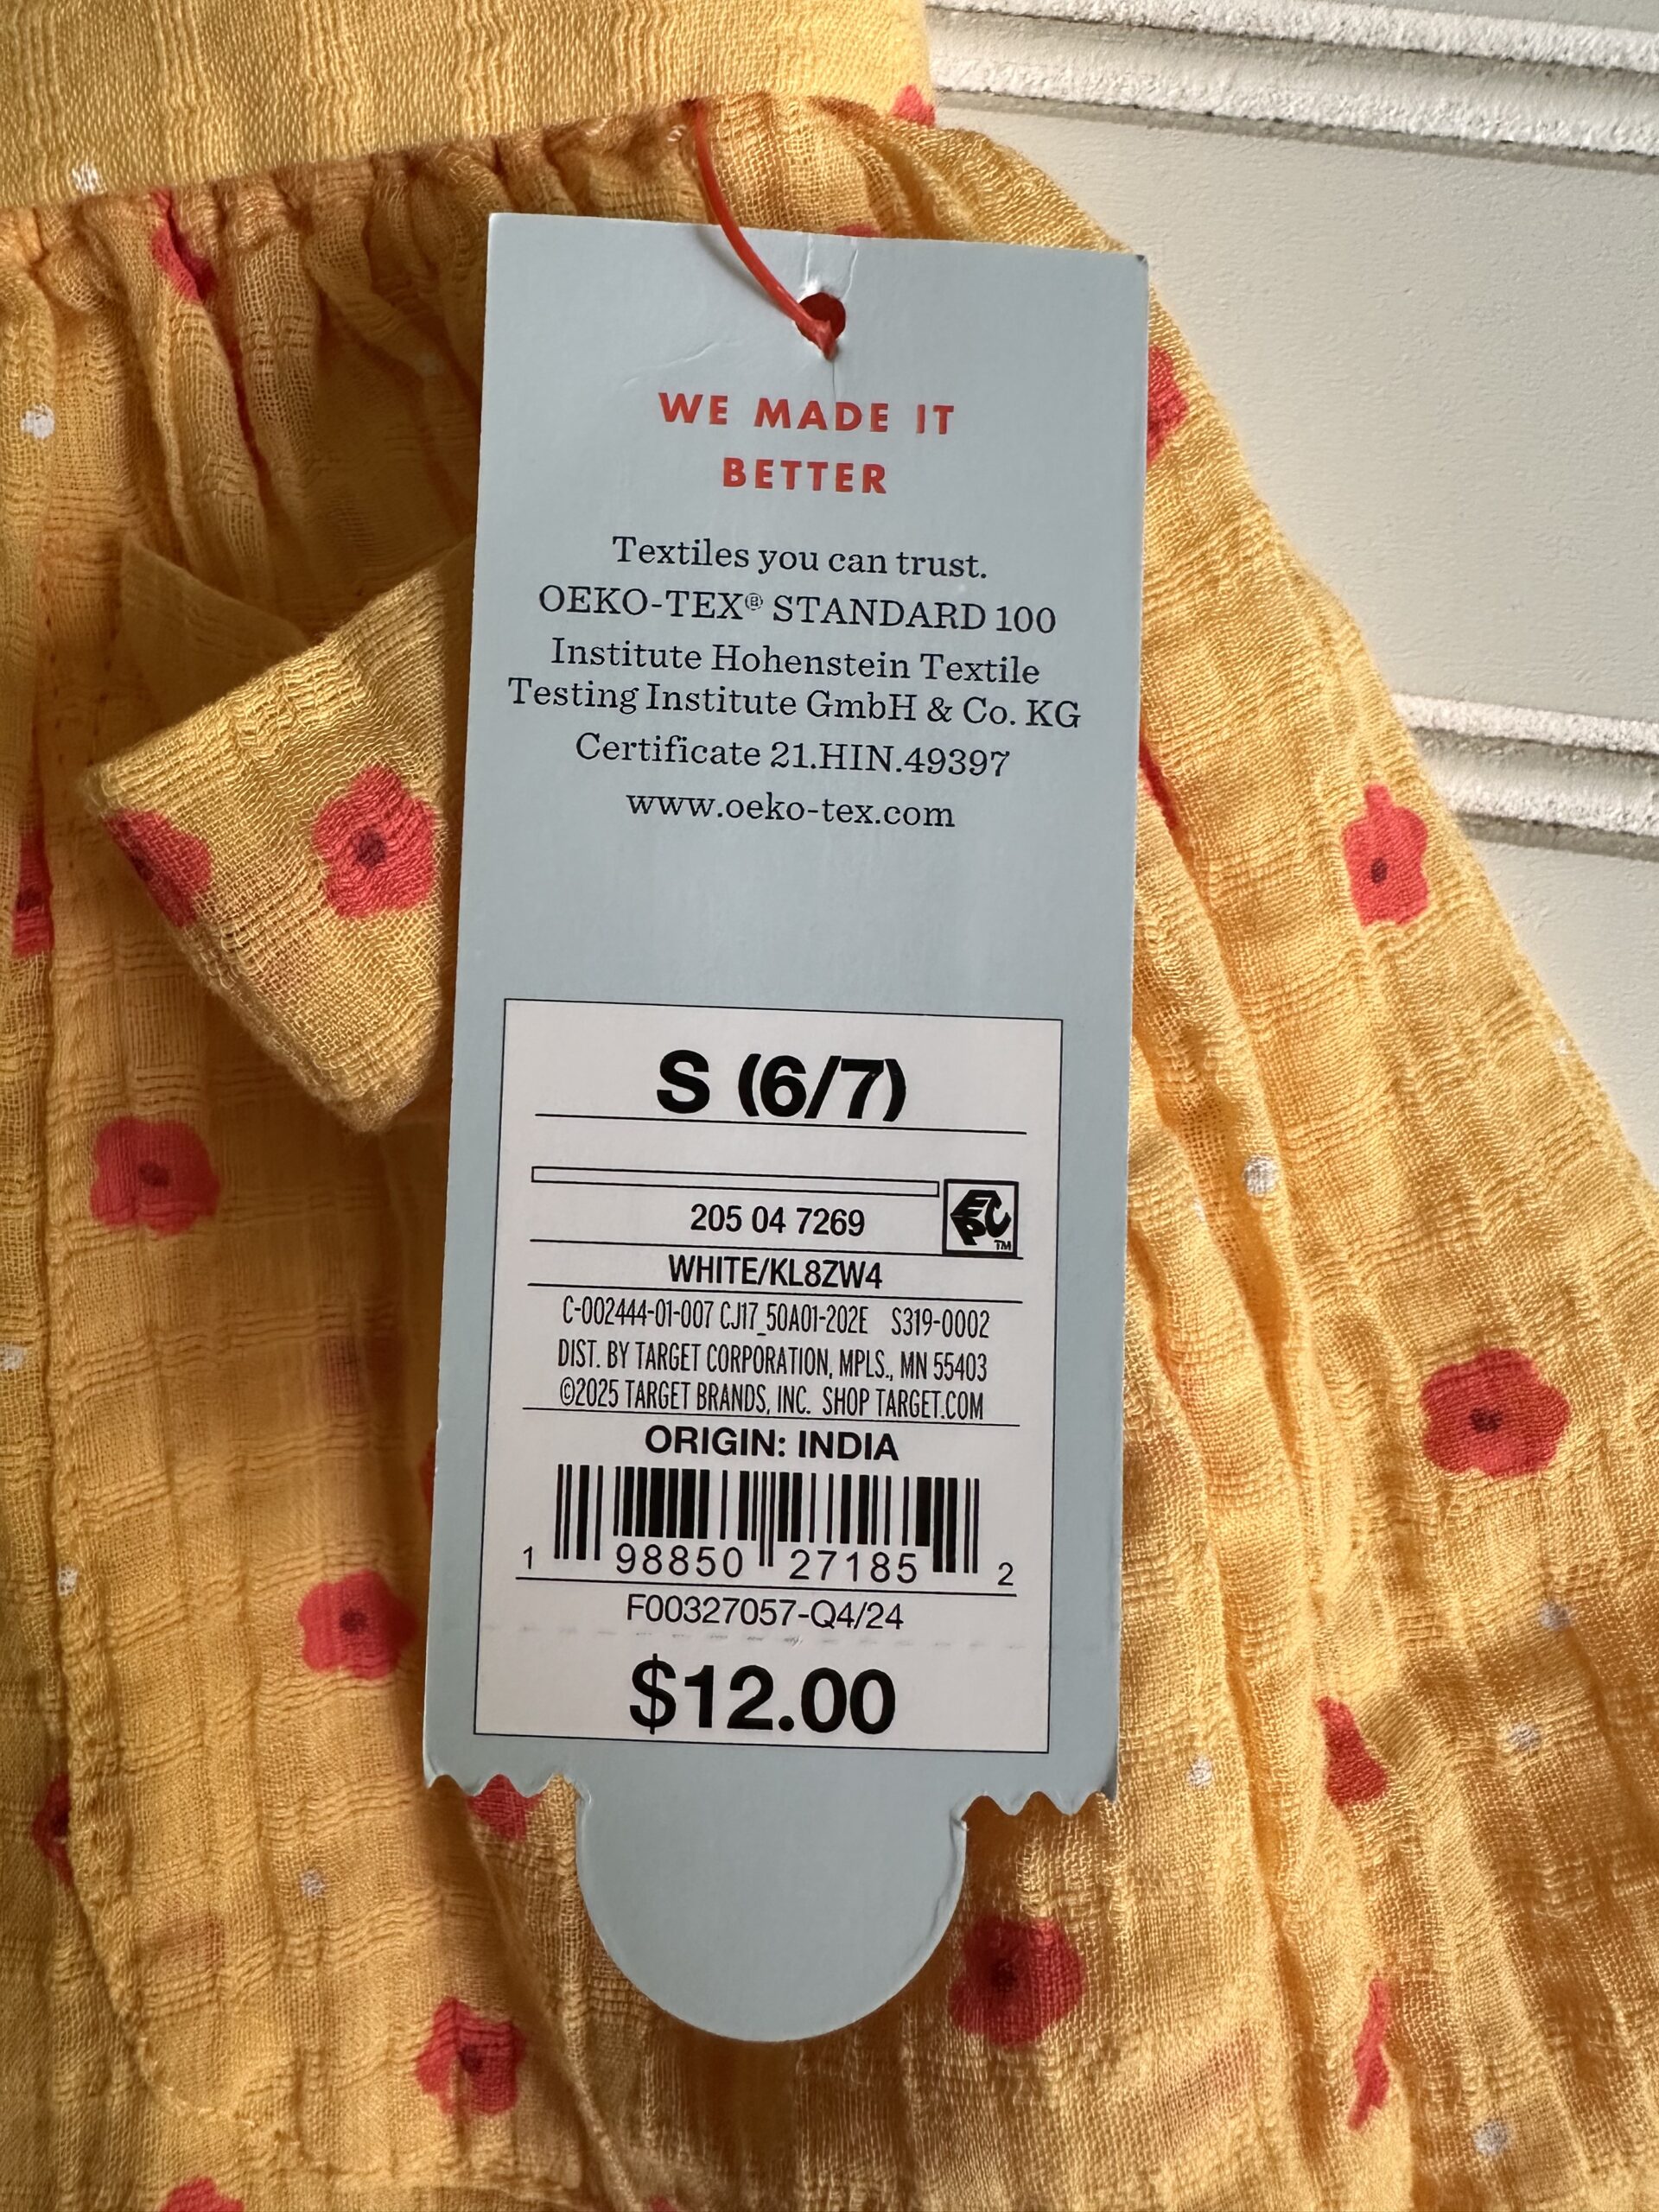 WE MADE IT
BETTER
Textiles you can trust.
OEKO-TEX® STANDARD 100
Institute Hohenstein Textile
Testing Institute GmbH & Co. KG
Certificate 21.HIN.49397
www.oeko-tex.com
S (6/7)
205 04 7269
EPC TM
WHITE/KL8ZW4
C-002444-01-007 CJ17_50A01-202E S319-0002
DIST. BY TARGET CORPORATION, MPLS., MN 55403
©2025 TARGET BRANDS, INC. SHOP TARGET.COM
ORIGIN: INDIA
1 98850 27185 2
F00327057-Q4/24
$12.00